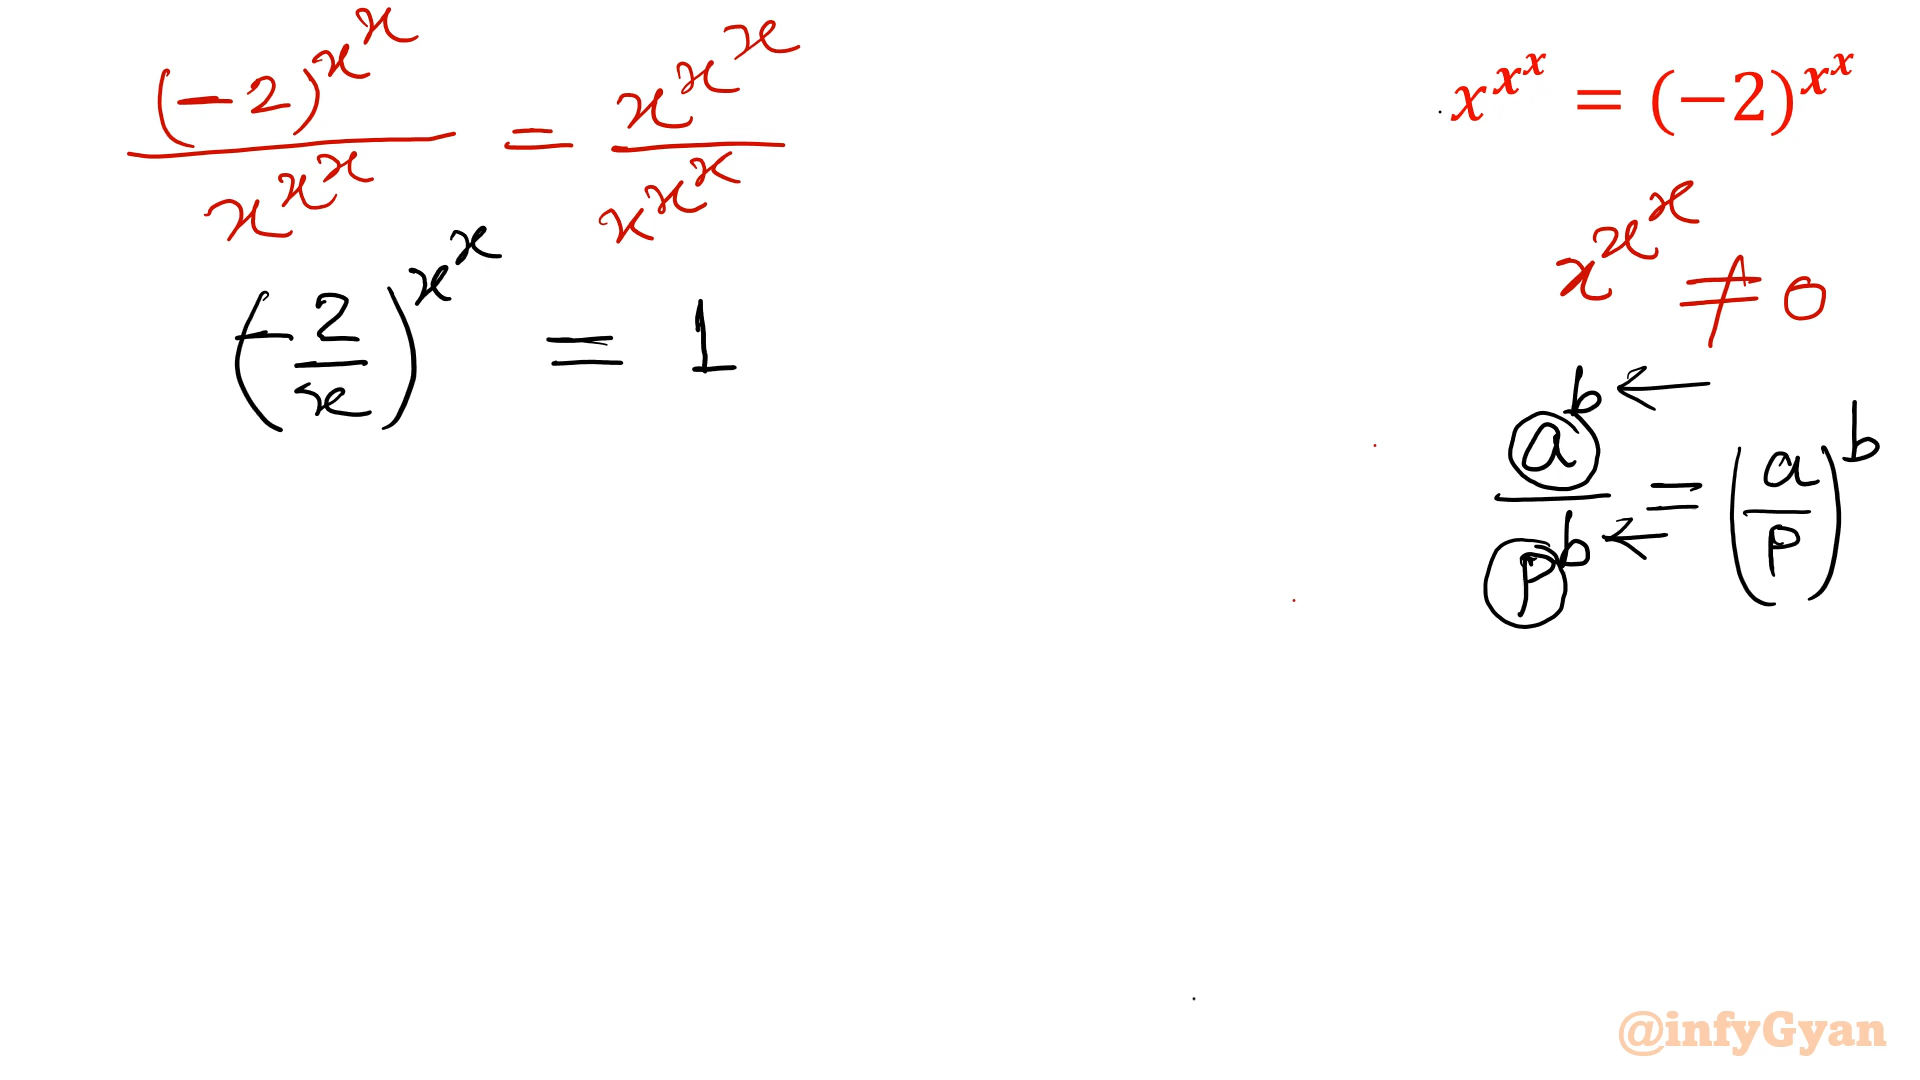 (-2)^{x^x} / x^{x^x} = x^{x^x} / x^{x^x}
(-2/x)^{x^x} = 1
x^{x^x} = (-2)^{x^x}
x^{x^x} ≠ 0
a^b / p^b = (a/p)^b
@infyGyan